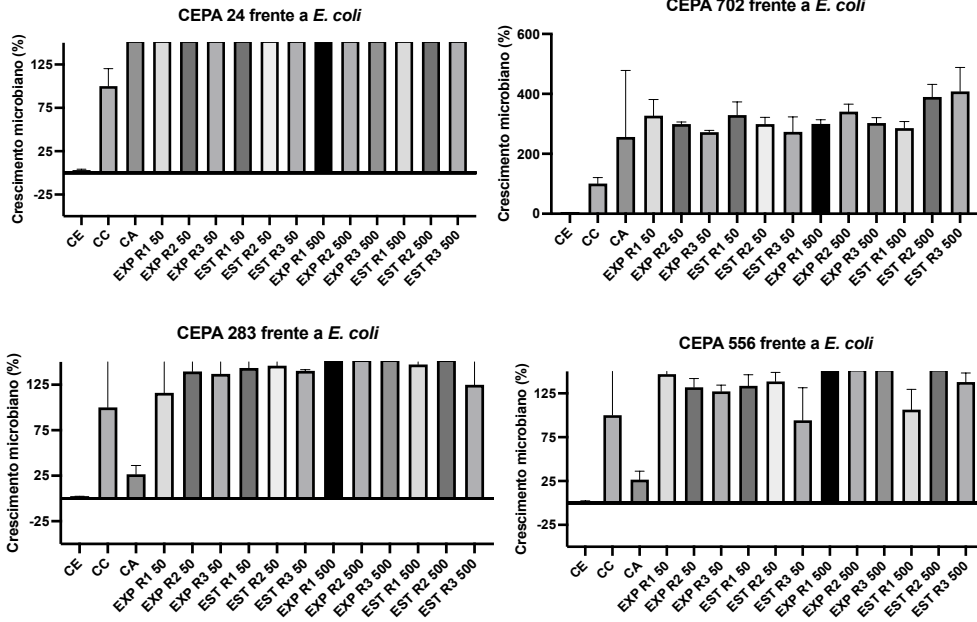 CEPA 24 frente a E. coli
Crescimento microbiano (%)
125
75
25
-25
CE
CC
CA
EXP R1 50
EXP R2 50
EXP R3 50
EST R1 50
EST R2 50
EST R3 50
EXP R1 500
EXP R2 500
EXP R3 500
EST R1 500
EST R2 500
EST R3 500
CEPA 702 frente a E. coli
Crescimento microbiano (%)
600
400
200
0
CE
CC
CA
EXP R1 50
EXP R2 50
EXP R3 50
EST R1 50
EST R2 50
EST R3 50
EXP R1 500
EXP R2 500
EXP R3 500
EST R1 500
EST R2 500
EST R3 500
CEPA 283 frente a E. coli
Crescimento microbiano (%)
125
75
25
-25
CE
CC
CA
EXP R1 50
EXP R2 50
EXP R3 50
EST R1 50
EST R2 50
EST R3 50
EXP R1 500
EXP R2 500
EXP R3 500
EST R1 500
EST R2 500
EST R3 500
CEPA 556 frente a E. coli
Crescimento microbiano (%)
125
75
25
-25
CE
CC
CA
EXP R1 50
EXP R2 50
EXP R3 50
EST R1 50
EST R2 50
EST R3 50
EXP R1 500
EXP R2 500
EXP R3 500
EST R1 500
EST R2 500
EST R3 500